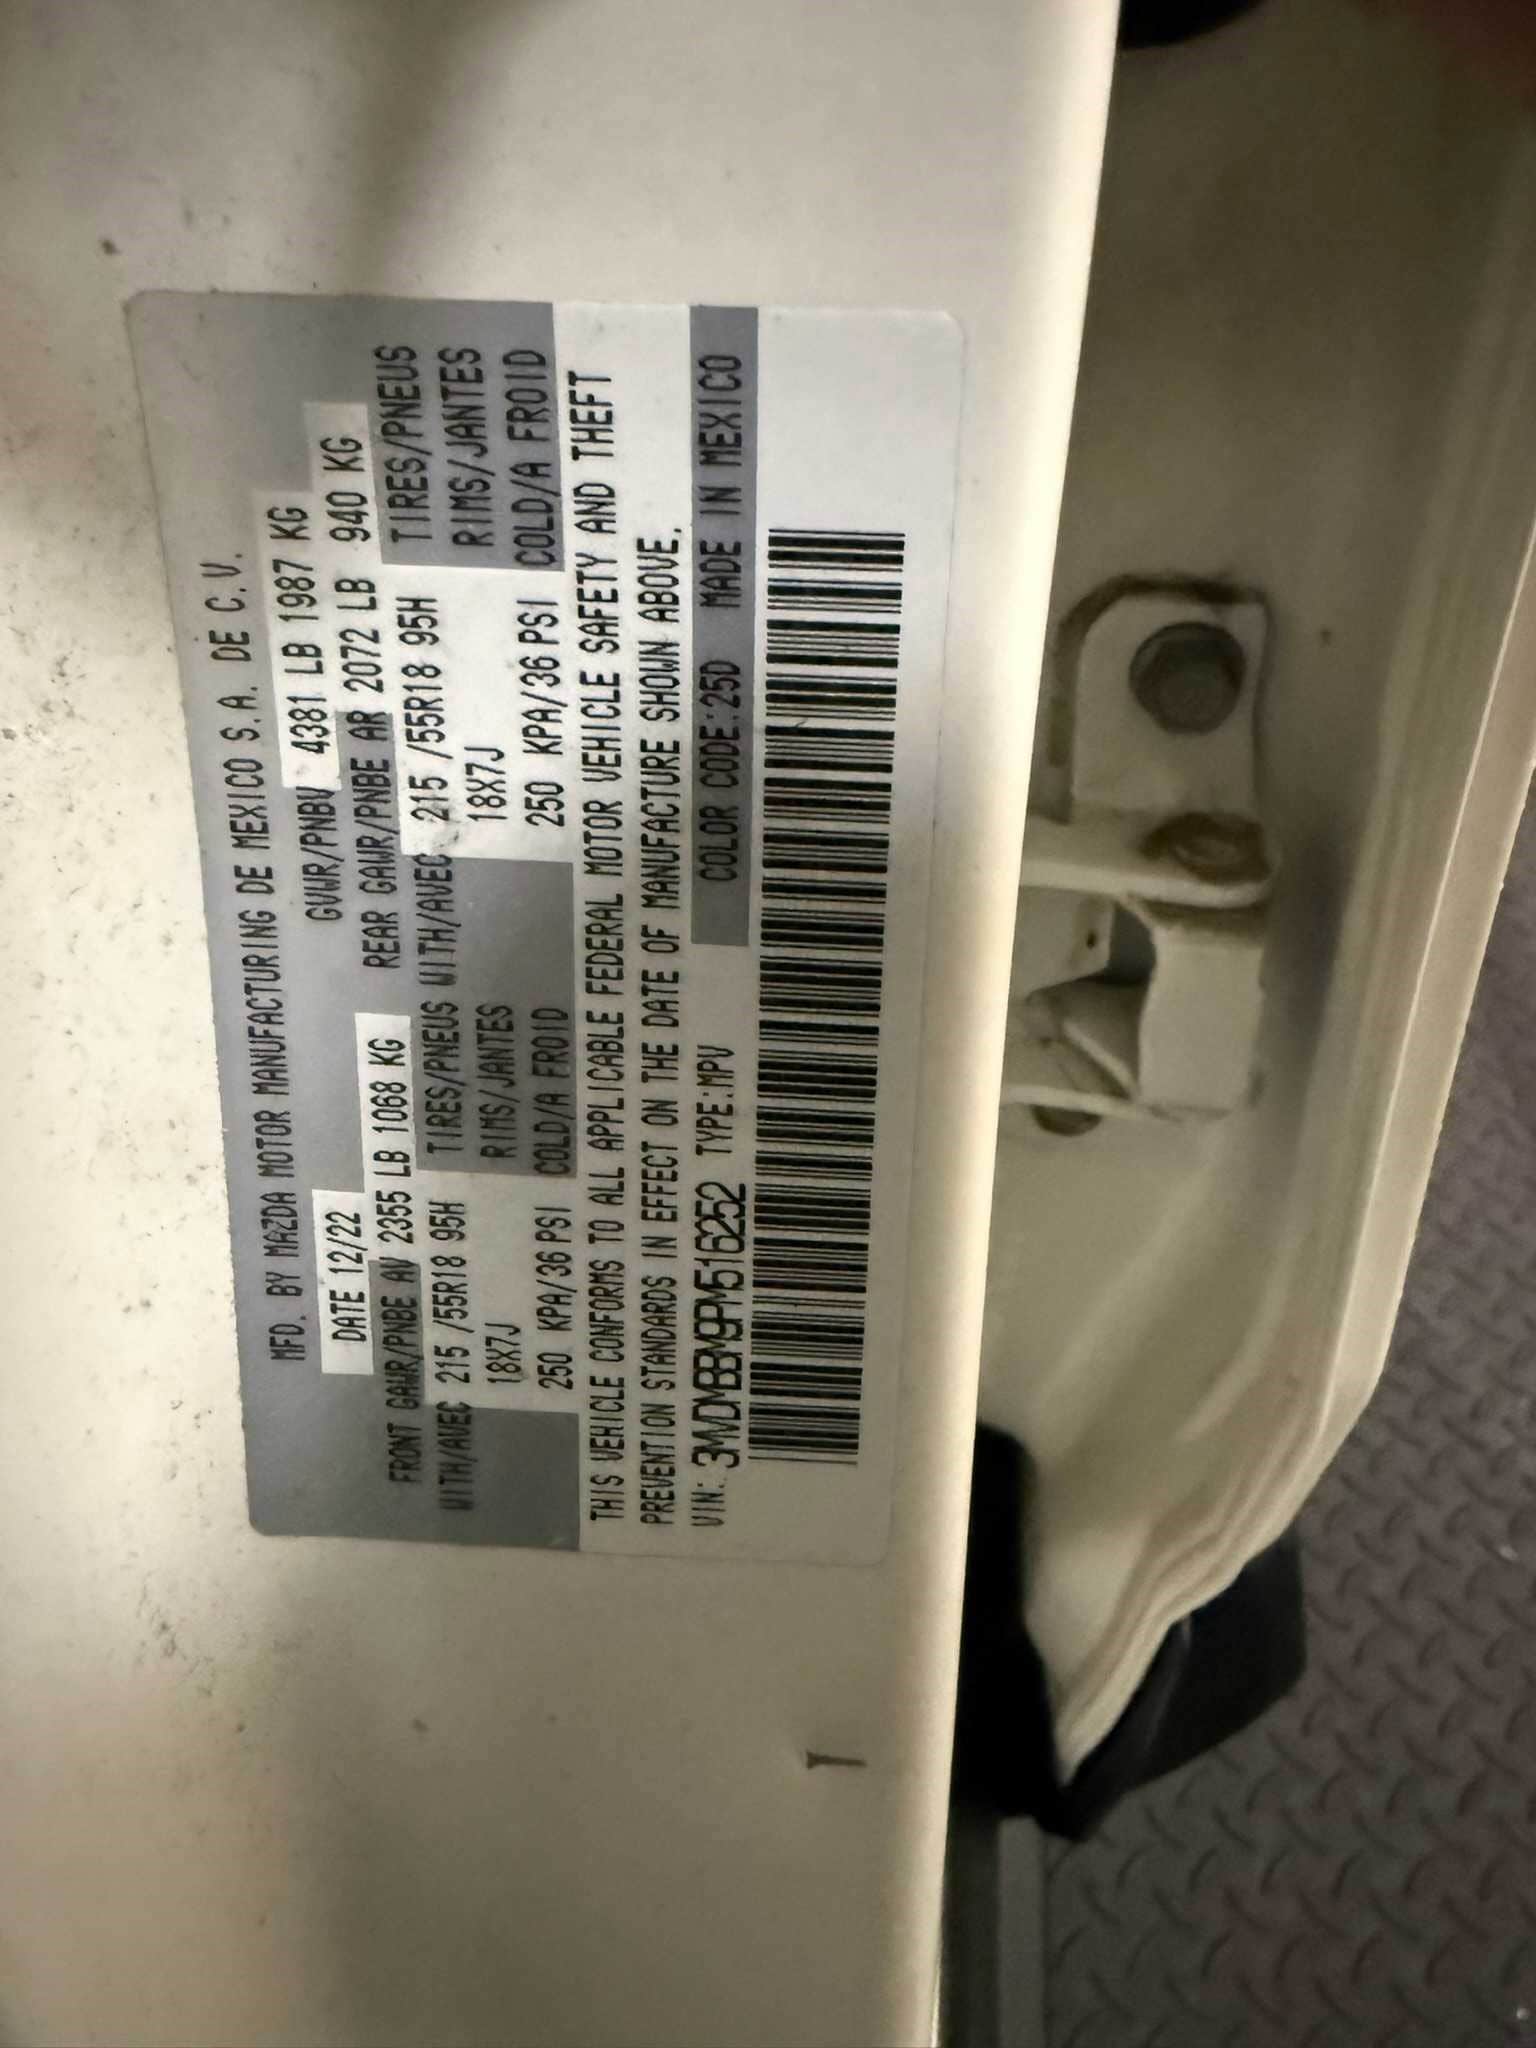 MFD. BY MAZDA MOTOR MANUFACTURING DE MEXICO S.A. DE C.V.
DATE 12/22 GVWR/PNBV 4381 LB 1987 KG
FRONT GAWR/PNBE AV 2355 LB 1068 KG REAR GAWR/PNBE AR 2072 LB 940 KG
WITH/AVEC 215 /55R18 95H TIRES/PNEUS WITH/AVEC 215 /55R18 95H TIRES/PNEUS
18X7J RIMS/JANTES 18X7J RIMS/JANTES
250 KPA/36 PSI COLD/A FROID 250 KPA/36 PSI COLD/A FROID
THIS VEHICLE CONFORMS TO ALL APPLICABLE FEDERAL MOTOR VEHICLE SAFETY AND THEFT
PREVENTION STANDARDS IN EFFECT ON THE DATE OF MANUFACTURE SHOWN ABOVE.
VIN: 3MVDMBBM9PM516252 TYPE:MPV COLOR CODE:25D MADE IN MEXICO